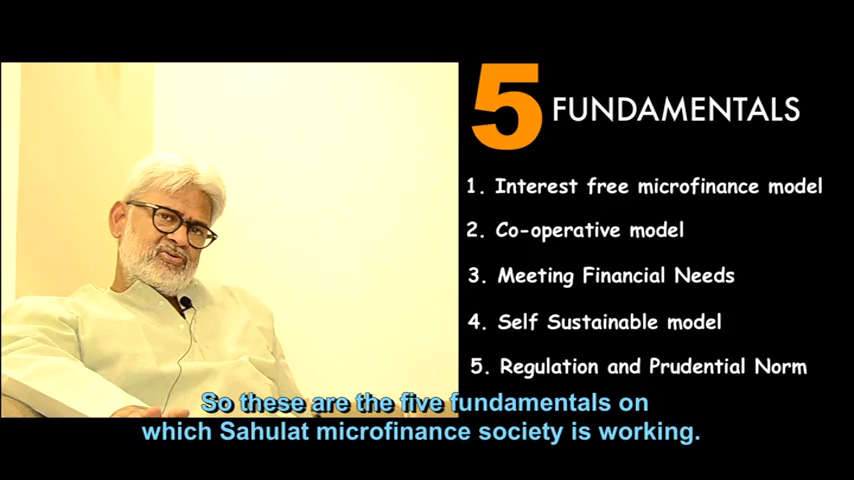 5 FUNDAMENTALS
1. Interest free microfinance model
2. Co-operative model
3. Meeting Financial Needs
4. Self Sustainable model
5. Regulation and Prudential Norm
So these are the five fundamentals on
which Sahulat microfinance society is working.